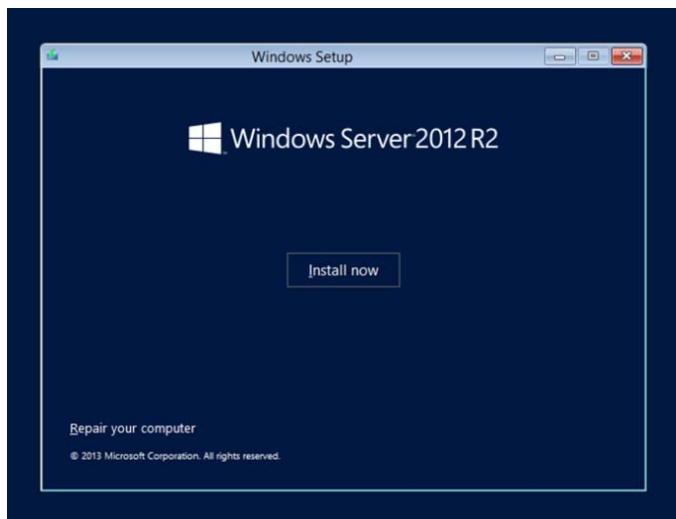 Windows Setup
Windows Server 2012 R2
Install now
Repair your computer
© 2013 Microsoft Corporation. All rights reserved.